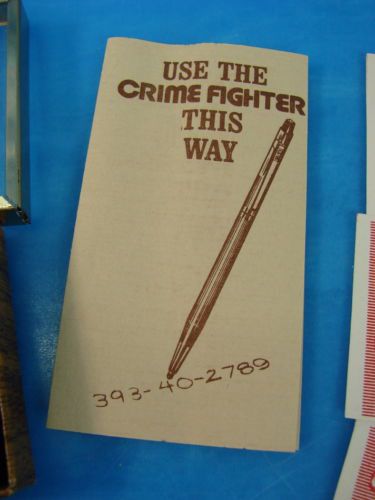 USE THE
CRIME FIGHTER
THIS
WAY
393-40-2789